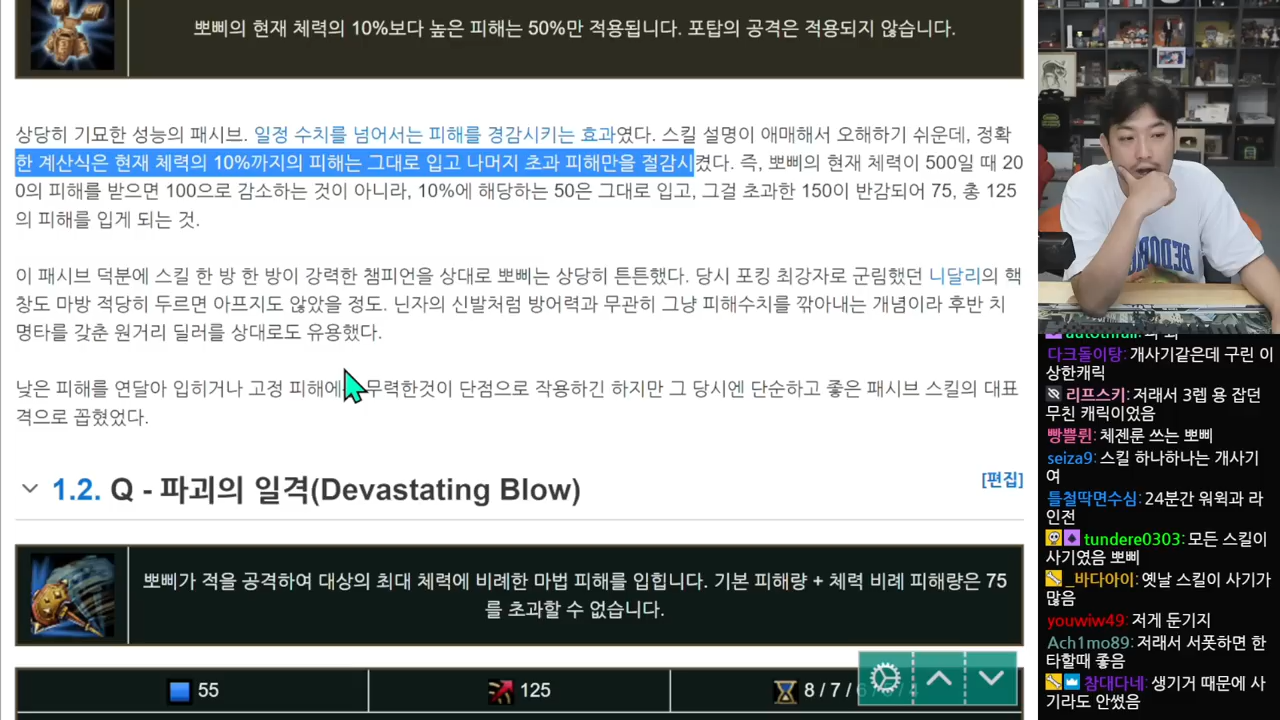 뽀삐의 현재 체력의 10%보다 높은 피해는 50%만 적용됩니다. 포탑의 공격은 적용되지 않습니다.
상당히 기묘한 성능의 패시브. 일정 수치를 넘어서는 피해를 경감시키는 효과였다. 스킬 설명이 애매해서 오해하기 쉬운데, 정확
한 계산식은 현재 체력의 10%까지의 피해는 그대로 입고 나머지 초과 피해만을 절감시켰다. 즉, 뽀삐의 현재 체력이 500일 때 20
0의 피해를 받으면 100으로 감소하는 것이 아니라, 10%에 해당하는 50은 그대로 입고, 그걸 초과한 150이 반감되어 75, 총 125
의 피해를 입게 되는 것.
이 패시브 덕분에 스킬 한 방 한 방이 강력한 챔피언을 상대로 뽀삐는 상당히 튼튼했다. 당시 포킹 최강자로 군림했던 니달리의 핵
창도 마방 적당히 두르면 아프지도 않았을 정도. 닌자의 신발처럼 방어력과 무관히 그냥 피해수치를 깎아내는 개념이라 후반 치
명타를 갖춘 원거리 딜러를 상대로도 유용했다.
낮은 피해를 연달아 입히거나 고정 피해에 무력한것이 단점으로 작용하긴 하지만 그 당시엔 단순하고 좋은 패시브 스킬의 대표
격으로 꼽혔었다.
1.2. Q - 파괴의 일격(Devastating Blow)
[편집]
뽀삐가 적을 공격하여 대상의 최대 체력에 비례한 마법 피해를 입힙니다. 기본 피해량 + 체력 비례 피해량은 75
를 초과할 수 없습니다.
55
125
8 / 7 /
다크돌이탕: 개사기같은데 구린 이
상한캐릭
리프스키: 저래서 3렙 용 잡던
무친 캐릭이었음
빵쁠륀: 체젠룬 쓰는 뽀삐
seiza9: 스킬 하나하나는 개사기
여
틀철딱면수심: 24분간 워윅과 라
인전
tundere0303: 모든 스킬이
사기였음 뽀삐
_바다아이: 옛날 스킬이 사기가
많음
youwiw49: 저게 둔기지
Ach1mo89: 저래서 서폿하면 한
타할때 좋음
참대다네: 생기거 때문에 사
기라도 안썼음